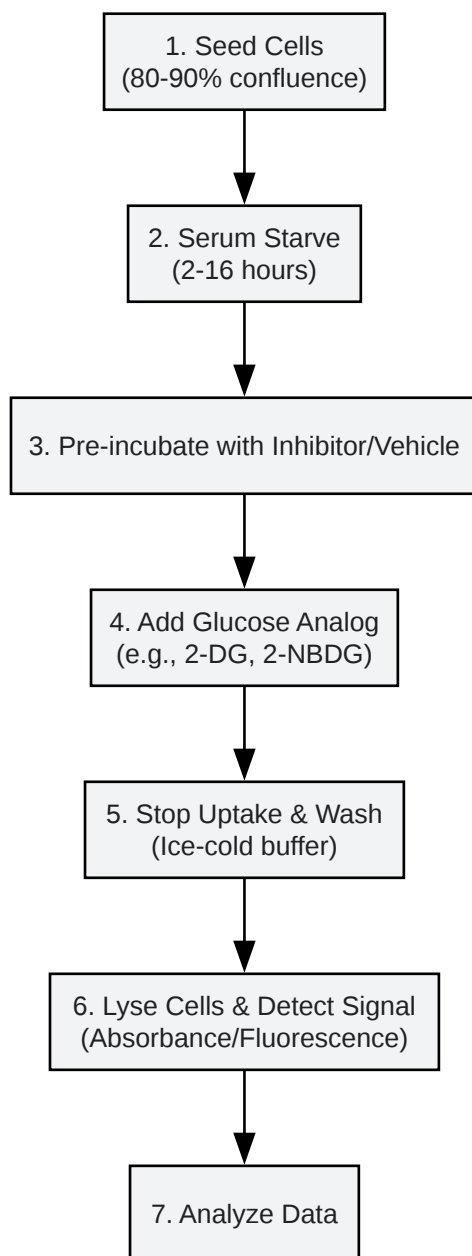 1. Seed Cells
(80-90% confluence)
2. Serum Starve
(2-16 hours)
3. Pre-incubate with Inhibitor/Vehicle
4. Add Glucose Analog
(e.g., 2-DG, 2-NBDG)
5. Stop Uptake & Wash
(Ice-cold buffer)
6. Lyse Cells & Detect Signal
(Absorbance/Fluorescence)
7. Analyze Data